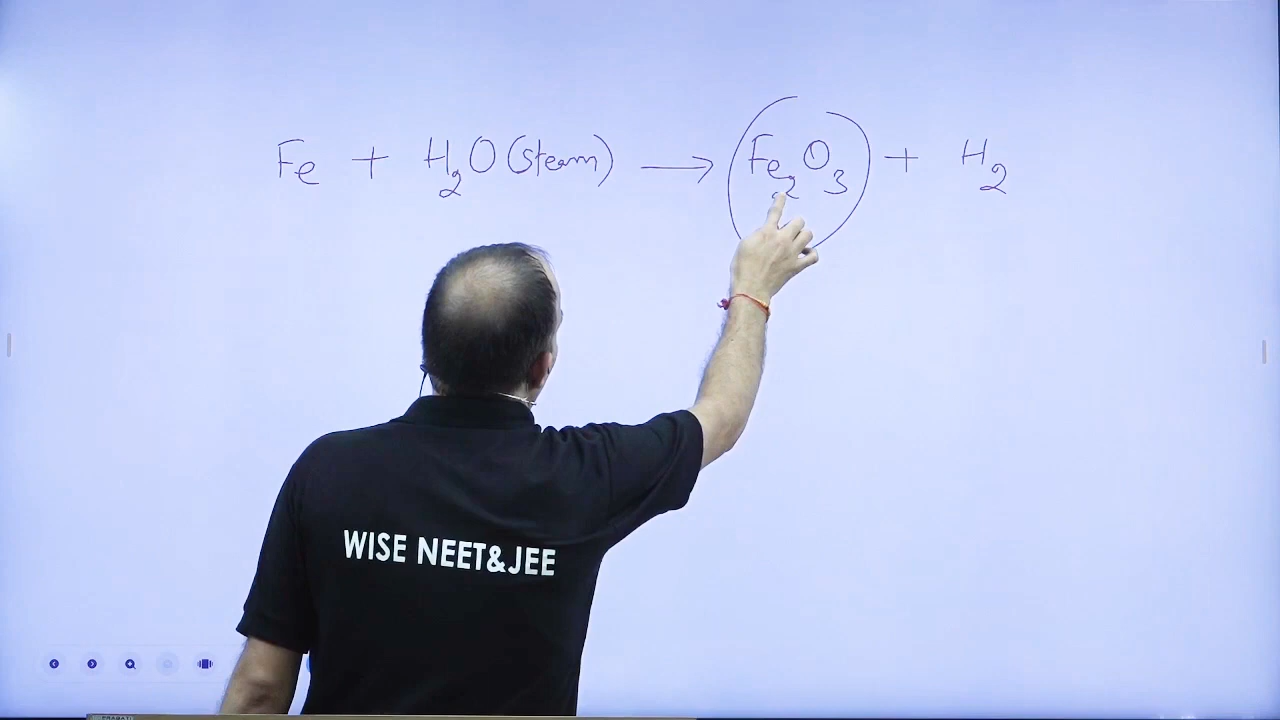 Fe + H2O (steam) → Fe2O3 + H2
WISE NEET&JEE